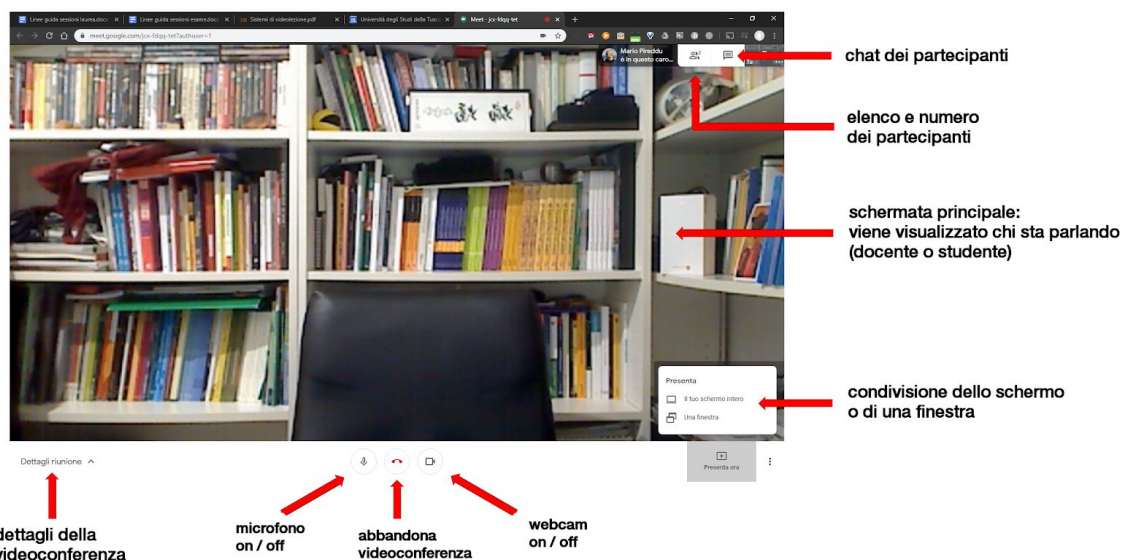 Linee guida sessioni laurea.docx
Linee guida sessioni esame.docx
Sistemi di videolezione.pdf
Università degli Studi della Tusci
Meet - jcx-fdqq-tet
meet.google.com/jcx-fdqq-tet?authuser=1
Mario Pireddu
è in questo caro...
chat dei partecipanti
elenco e numero
dei partecipanti
schermata principale:
viene visualizzato chi sta parlando
(docente o studente)
Presenta
Il tuo schermo intero
Una finestra
condivisione dello schermo
o di una finestra
Dettagli riunione
Presenta ora
dettagli della
videoconferenza
microfono
on / off
abbandona
videoconferenza
webcam
on / off